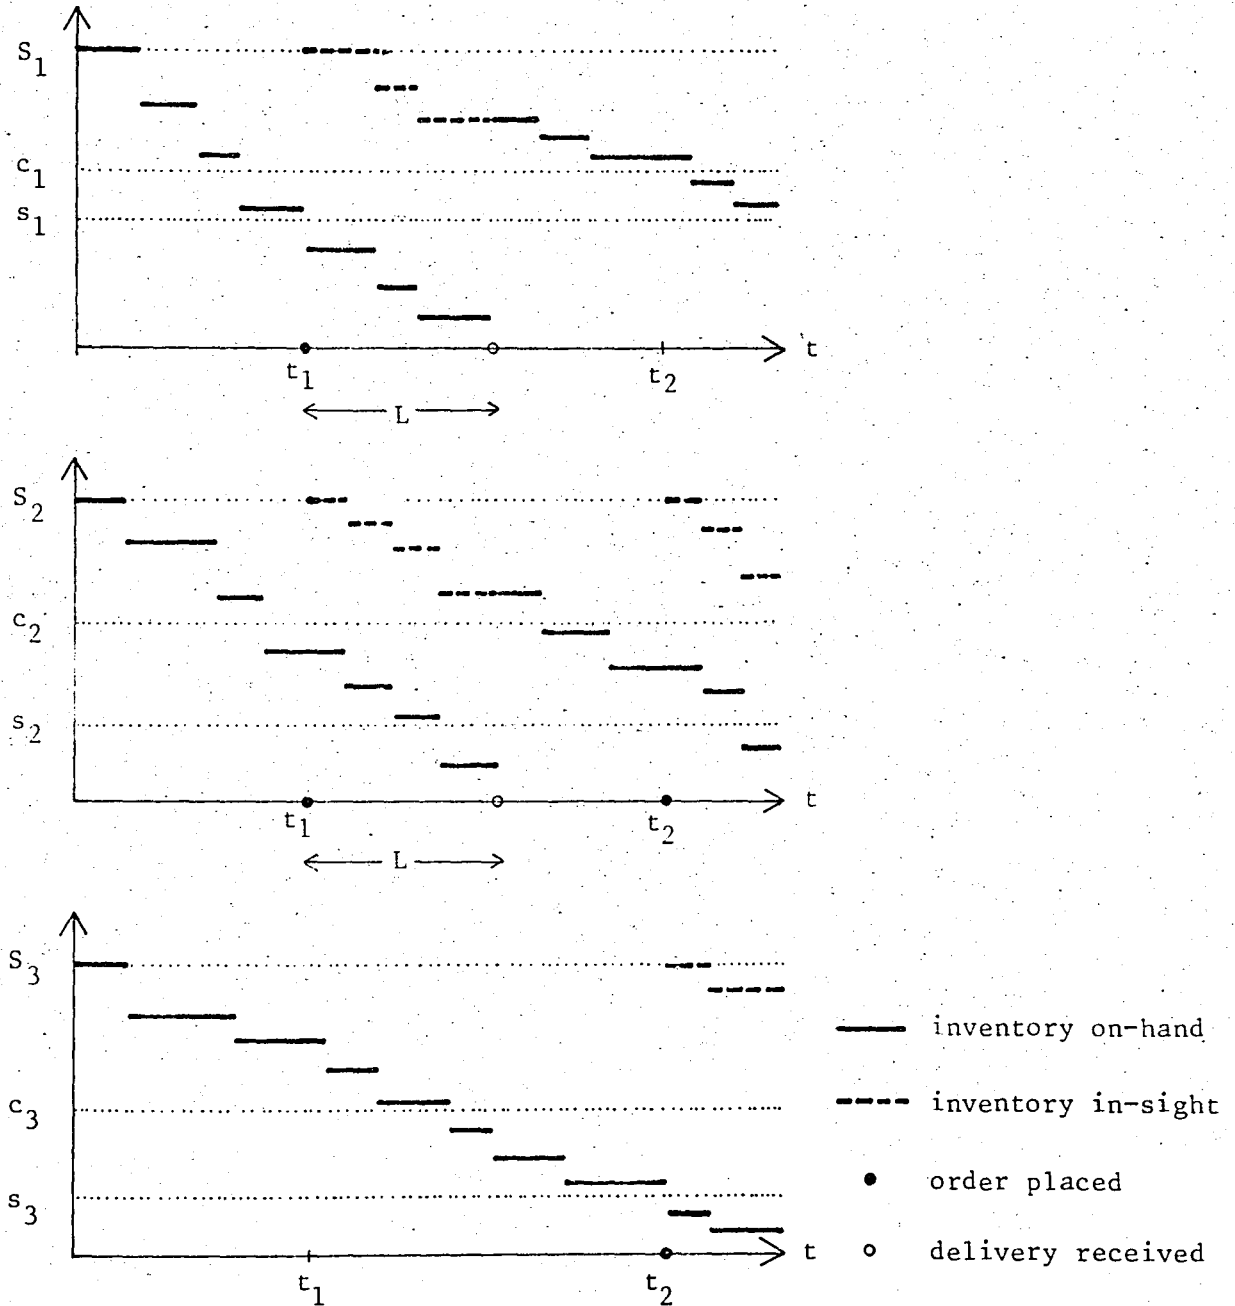 S1
c1
s1
t
t1
t2
L
S2
c2
s2
t
t1
t2
L
S3
c3
s3
t
t1
t2
inventory on-hand
inventory in-sight
order placed
delivery received